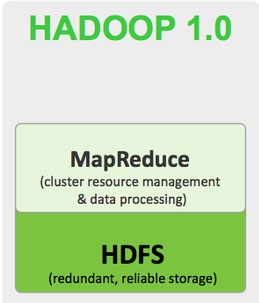 HADOOP 1.0
MapReduce
(cluster resource management
& data processing)
HDFS
(redundant, reliable storage)